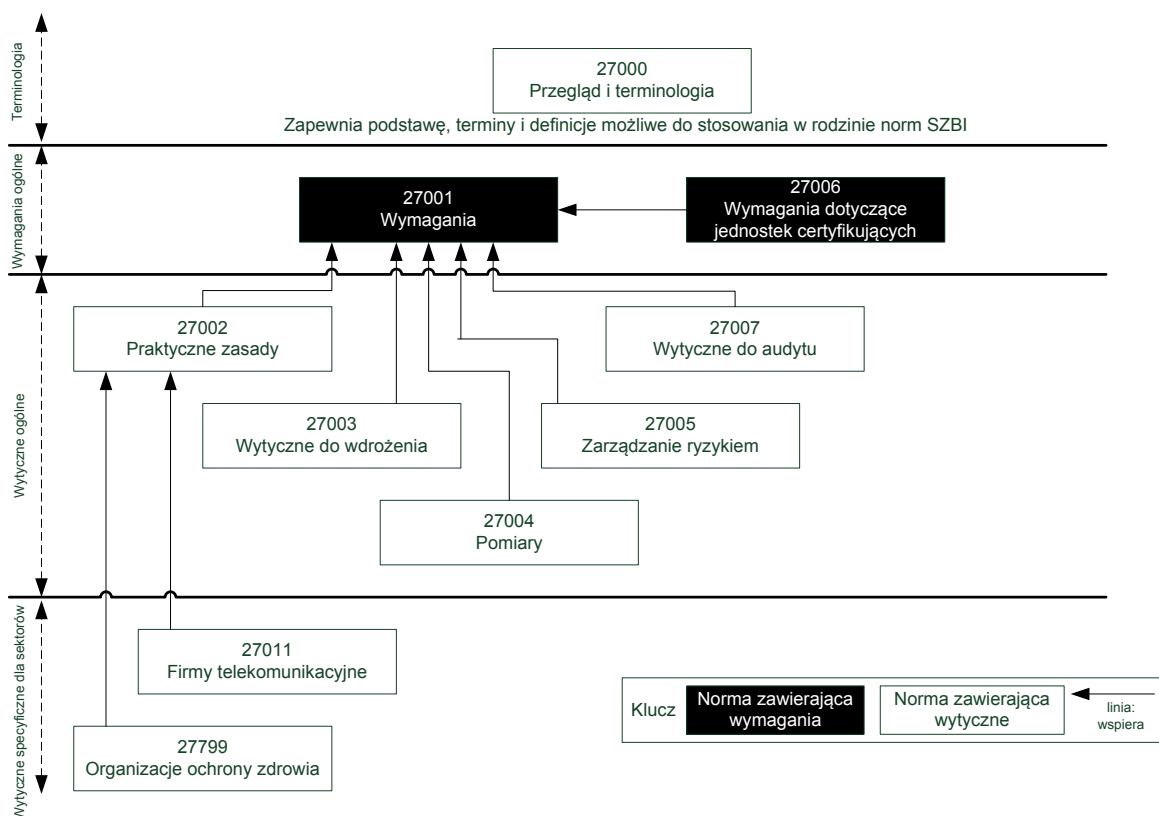 Terminologia
27000
Przegląd i terminologia
Zapewnia podstawę, terminy i definicje możliwe do stosowania w rodzinie norm SZBI
Wymagania ogólne
27001
Wymagania
27006
Wymagania dotyczące
jednostek certyfikujących
Wytyczne ogólne
27002
Praktyczne zasady
27007
Wytyczne do audytu
27003
Wytyczne do wdrożenia
27005
Zarządzanie ryzykiem
27004
Pomiary
Wytyczne specyficzne dla sektorów
27011
Firmy telekomunikacyjne
27799
Organizacje ochrony zdrowia
Klucz
Norma zawierająca
wymagania
Norma zawierająca
wytyczne
linia:
wspiera